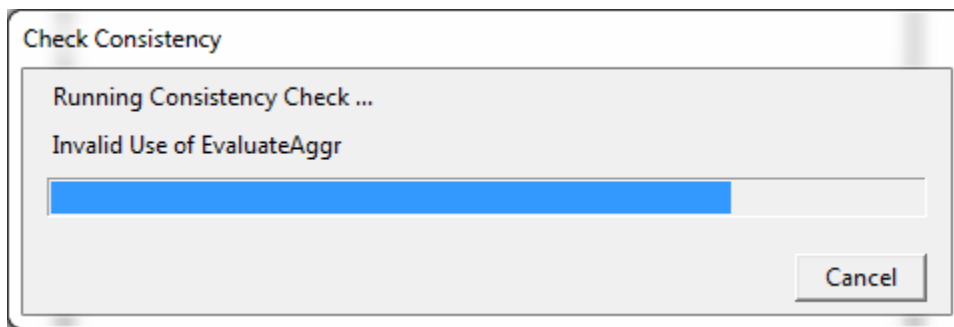 Check Consistency
Running Consistency Check ...
Invalid Use of EvaluateAggr
Cancel